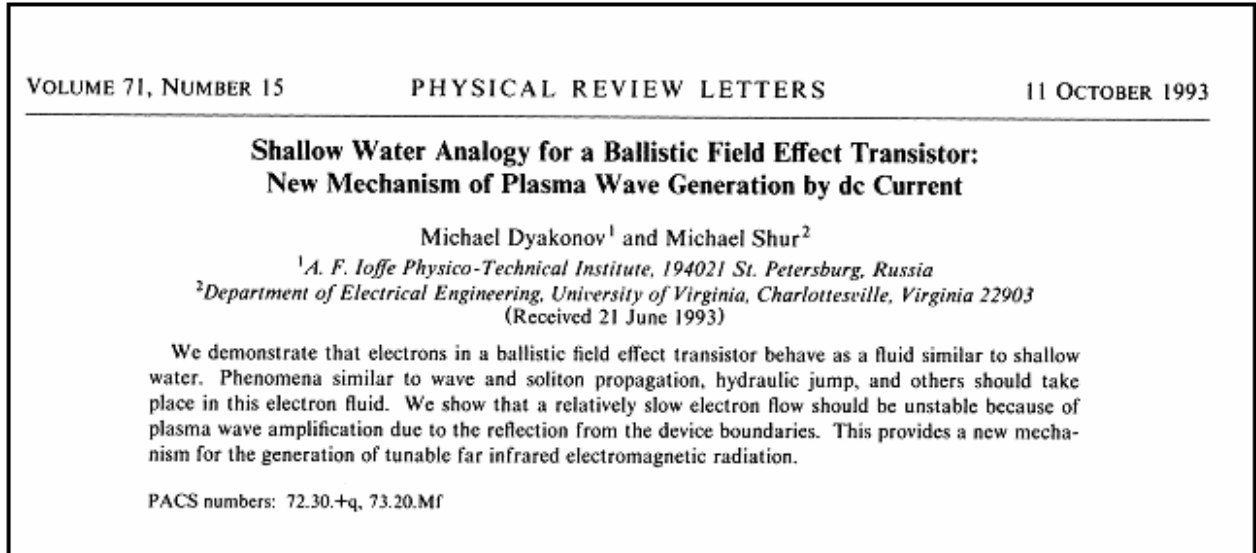 VOLUME 71, NUMBER 15 PHYSICAL REVIEW LETTERS 11 OCTOBER 1993
Shallow Water Analogy for a Ballistic Field Effect Transistor:
New Mechanism of Plasma Wave Generation by dc Current
Michael Dyakonov¹ and Michael Shur²
¹A. F. Ioffe Physico-Technical Institute, 194021 St. Petersburg, Russia
²Department of Electrical Engineering, University of Virginia, Charlottesville, Virginia 22903
(Received 21 June 1993)
We demonstrate that electrons in a ballistic field effect transistor behave as a fluid similar to shallow
water. Phenomena similar to wave and soliton propagation, hydraulic jump, and others should take
place in this electron fluid. We show that a relatively slow electron flow should be unstable because of
plasma wave amplification due to the reflection from the device boundaries. This provides a new mecha-
nism for the generation of tunable far infrared electromagnetic radiation.
PACS numbers: 72.30.+q, 73.20.Mf